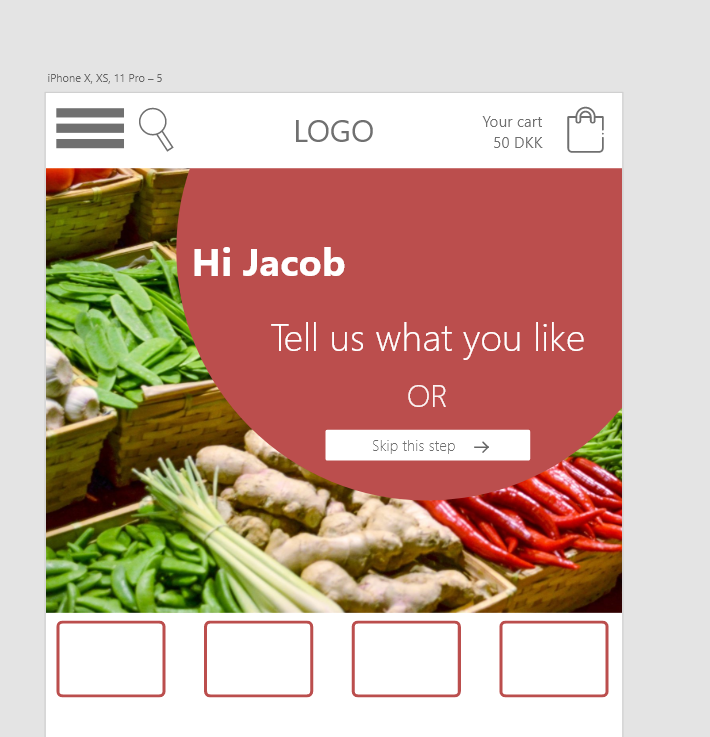 iPhone X, XS, 11 Pro – 5
LOGO
Your cart
50 DKK
Hi Jacob
Tell us what you like
OR
Skip this step